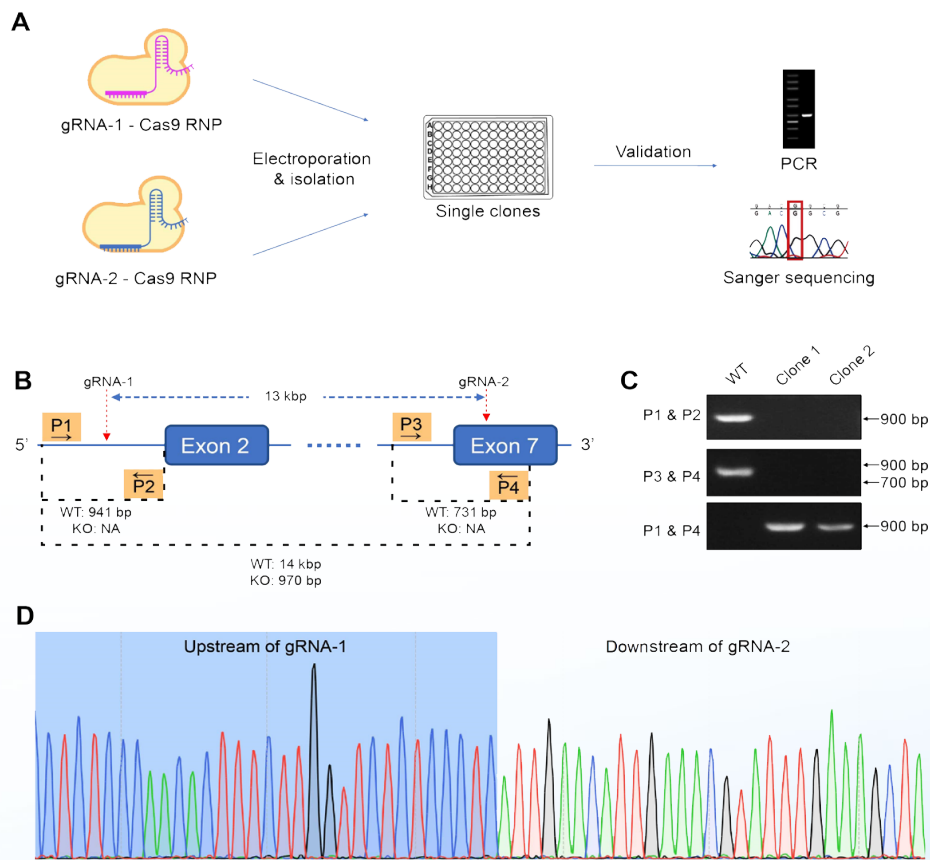 A
gRNA-1 - Cas9 RNP
gRNA-2 - Cas9 RNP
Electroporation
& isolation
A
B
C
D
E
F
G
H
Single clones
Validation
PCR
G A C G G C G
Sanger sequencing
B
gRNA-1
13 kbp
gRNA-2
P1
P3
5'
Exon 2
Exon 7
3'
P2
P4
WT: 941 bp
KO: NA
WT: 731 bp
KO: NA
WT: 14 kbp
KO: 970 bp
C
WT
Clone 1
Clone 2
P1 & P2
900 bp
P3 & P4
900 bp
700 bp
P1 & P4
900 bp
D
Upstream of gRNA-1
Downstream of gRNA-2